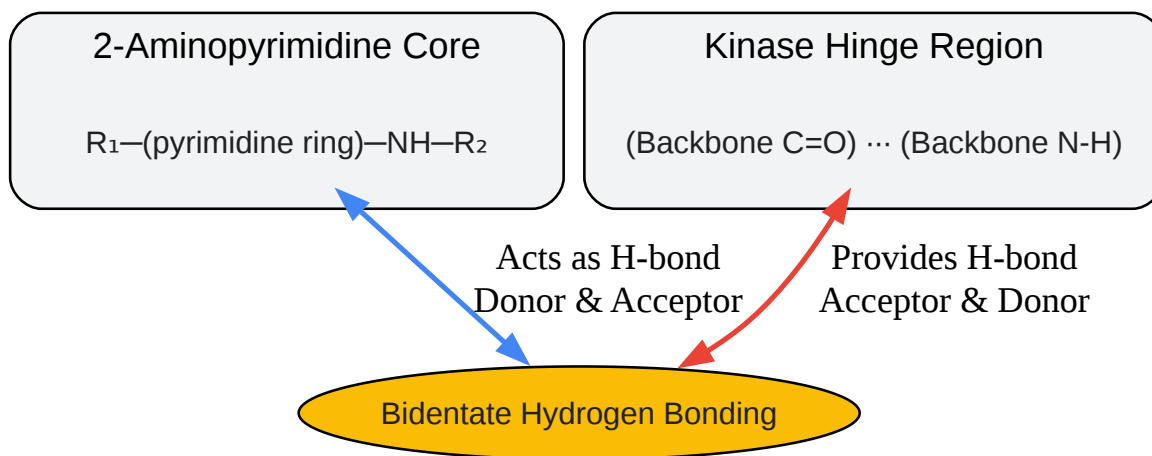 2-Aminopyrimidine Core
R₁—(pyrimidine ring)—NH—R₂
Kinase Hinge Region
(Backbone C=O) ··· (Backbone N-H)
Acts as H-bond
Donor & Acceptor
Provides H-bond
Acceptor & Donor
Bidentate Hydrogen Bonding